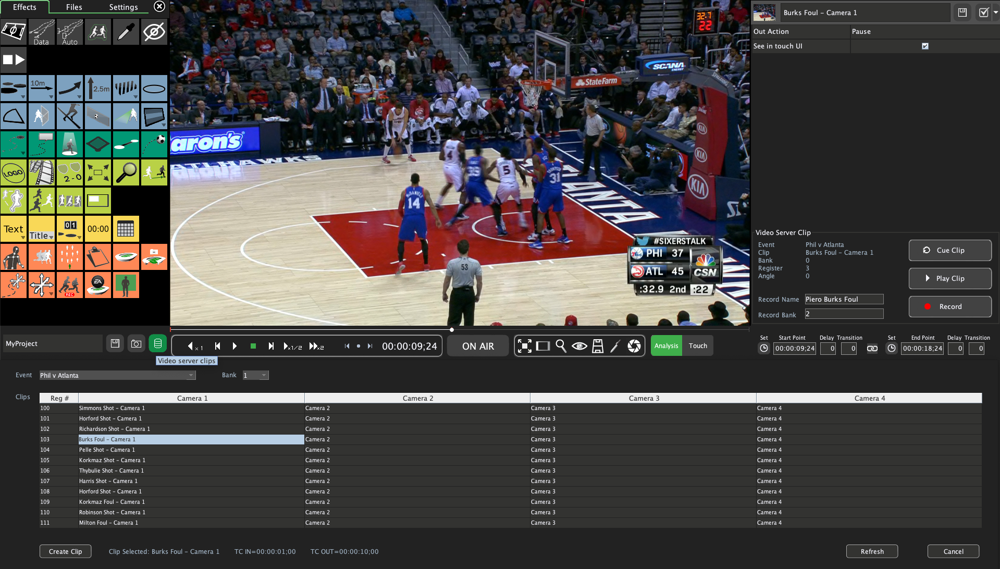 Effects Files Settings
Data Auto
10m 2.5m
LOGO 2-0
Text Title 01 00:00
REC EA
Burks Foul – Camera 1
Out Action Pause
See in touch UI
32.7
22
SCANA
ENERGY
SPALDING
StateFarm
KIA
KIA
KIA
aron's
ATLHAWKS
4
5
31
THOMPSON
McDANIELS
14
53
#SIXERSTALK
76ers PHI 37
ATL 45
CSN
:32.9 2nd :22
Video Server Clip
Event Phil v Atlanta
Clip Burks Foul – Camera 1
Bank 0
Register 3
Angle 0
Record Name Piero Burks Foul
Record Bank 2
Cue Clip
Play Clip
Record
MyProject
x 1 x1/2 x2 00:00:09;24 ON AIR Analysis Touch
Set Start Point Delay Transition Set End Point Delay Transition
00:00:09;24 0 0 00:00:18;24 0 0
Video server clips
Event Phil v Atlanta Bank 1
Clips
Reg # Camera 1 Camera 2 Camera 3 Camera 4
100 Simmons Shot – Camera 1 Camera 2 Camera 3 Camera 4
101 Horford Shot – Camera 1 Camera 2 Camera 3 Camera 4
102 Richardson Shot – Camera 1 Camera 2 Camera 3 Camera 4
103 Burks Foul – Camera 1 Camera 2 Camera 3 Camera 4
104 Pelle Shot – Camera 1 Camera 2 Camera 3 Camera 4
105 Korkmaz Shot – Camera 1 Camera 2 Camera 3 Camera 4
106 Thybulie Shot – Camera 1 Camera 2 Camera 3 Camera 4
107 Harris Shot – Camera 1 Camera 2 Camera 3 Camera 4
108 Horford Shot – Camera 1 Camera 2 Camera 3 Camera 4
109 Korkmaz Foul – Camera 1 Camera 2 Camera 3 Camera 4
110 Robinson Shot – Camera 1 Camera 2 Camera 3 Camera 4
111 Milton Foul – Camera 1 Camera 2 Camera 3 Camera 4
Create Clip Clip Selected: Burks Foul – Camera 1 TC IN=00:00:01;00 TC OUT=00:00:10;00 Refresh Cancel